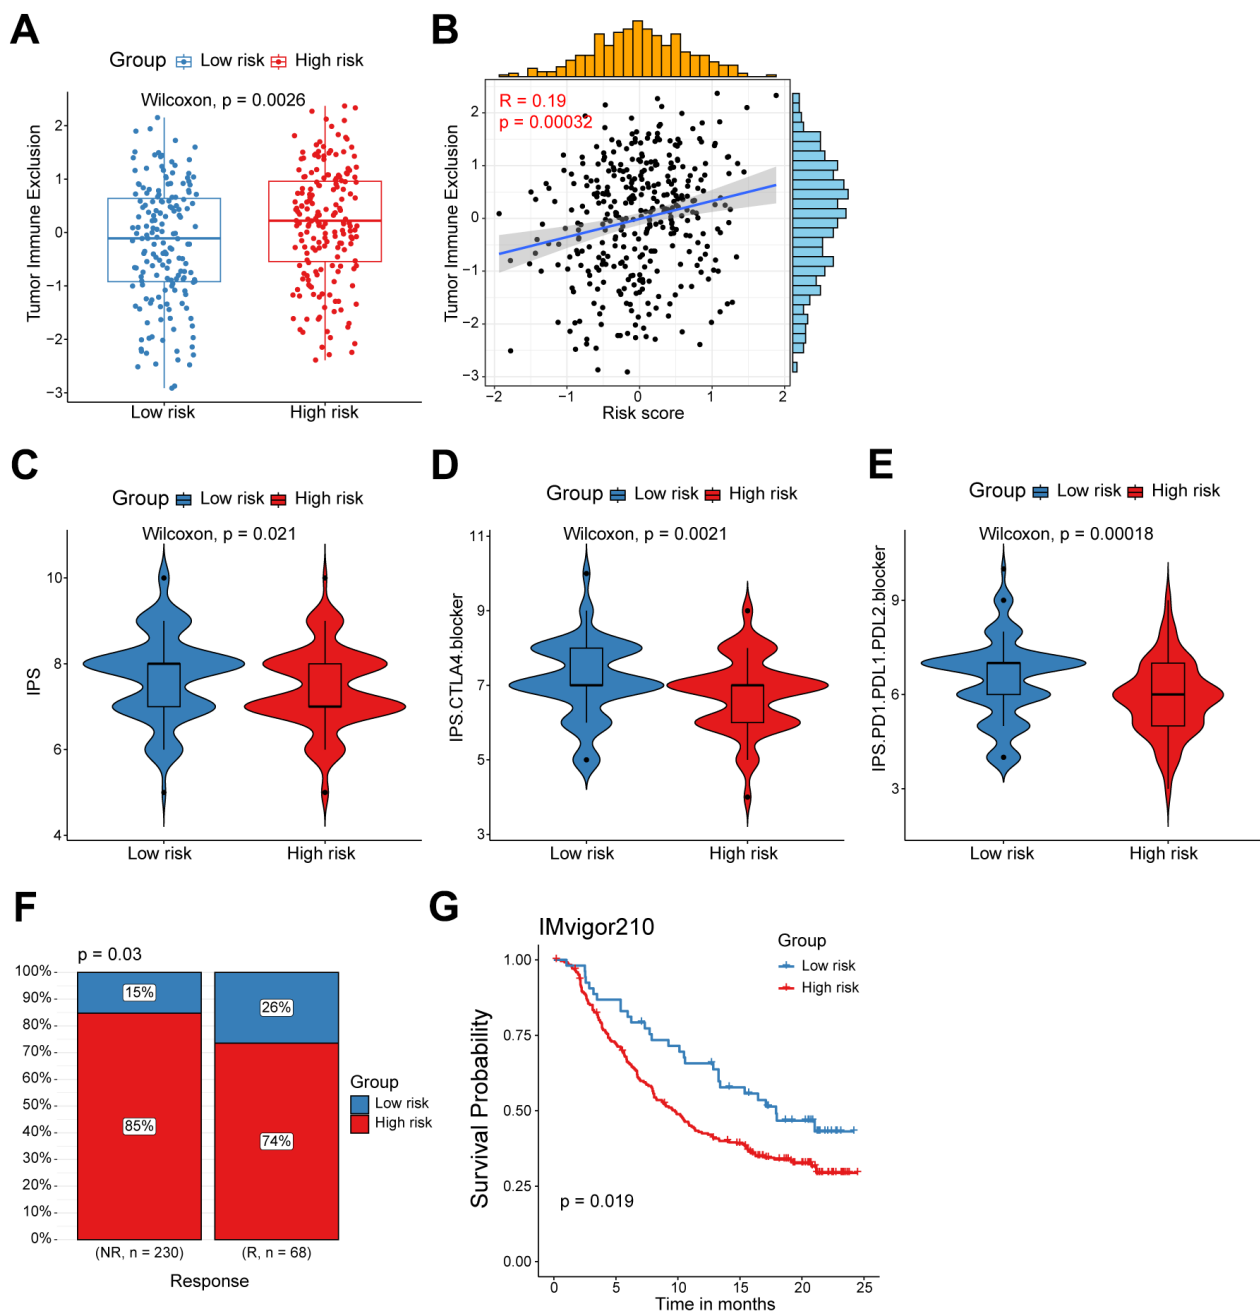 A
Group Low risk High risk
Wilcoxon, p = 0.0026
Tumor Immune Exclusion
2
1
0
−1
−2
−3
Low risk High risk
B
R = 0.19
p = 0.00032
Tumor Immune Exclusion
2
1
0
−1
−2
−3
−2 −1 0 1 2
Risk score
C
Group Low risk High risk
Wilcoxon, p = 0.021
IPS
10
8
6
4
Low risk High risk
D
Group Low risk High risk
Wilcoxon, p = 0.0021
IPS.CTLA4.blocker
11
9
7
5
3
Low risk High risk
E
Group Low risk High risk
Wilcoxon, p = 0.00018
IPS.PD1.PDL1.PDL2.blocker
9
6
3
Low risk High risk
F
p = 0.03
100%
90%
80%
70%
60%
50%
40%
30%
20%
10%
0%
15%
26%
85%
74%
(NR, n = 230) (R, n = 68)
Response
Group
Low risk
High risk
G
IMvigor210
Group
Low risk
High risk
Survival Probability
1.00
0.75
0.50
0.25
0.00
p = 0.019
0 5 10 15 20 25
Time in months